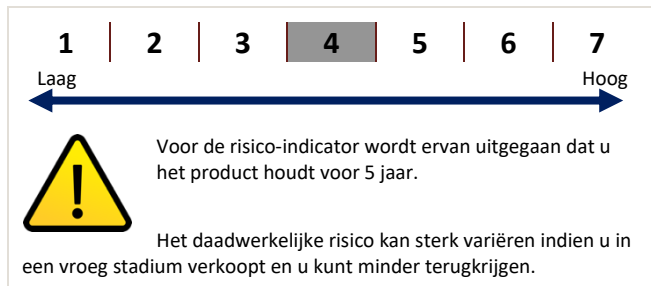 1 2 3 4 5 6 7
Laag Hoog
Voor de risico-indicator wordt ervan uitgegaan dat u
het product houdt voor 5 jaar.
Het daadwerkelijke risico kan sterk variëren indien u in
een vroeg stadium verkoopt en u kunt minder terugkrijgen.